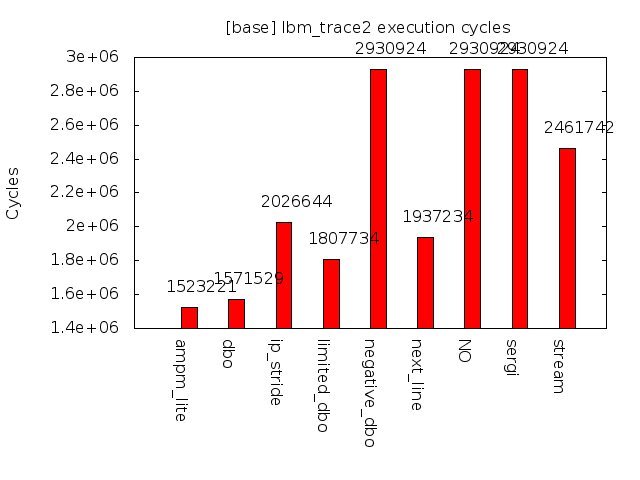 [base] lbm_trace2 execution cycles
Cycles
3e+06
2.8e+06
2.6e+06
2.4e+06
2.2e+06
2e+06
1.8e+06
1.6e+06
1.4e+06
1523221
1571529
2026644
1807734
2930924
1937234
2930924
2930924
2461742
ampm_lite
dbo
ip_stride
limited_dbo
negative_dbo
next_line
NO
sergi
stream